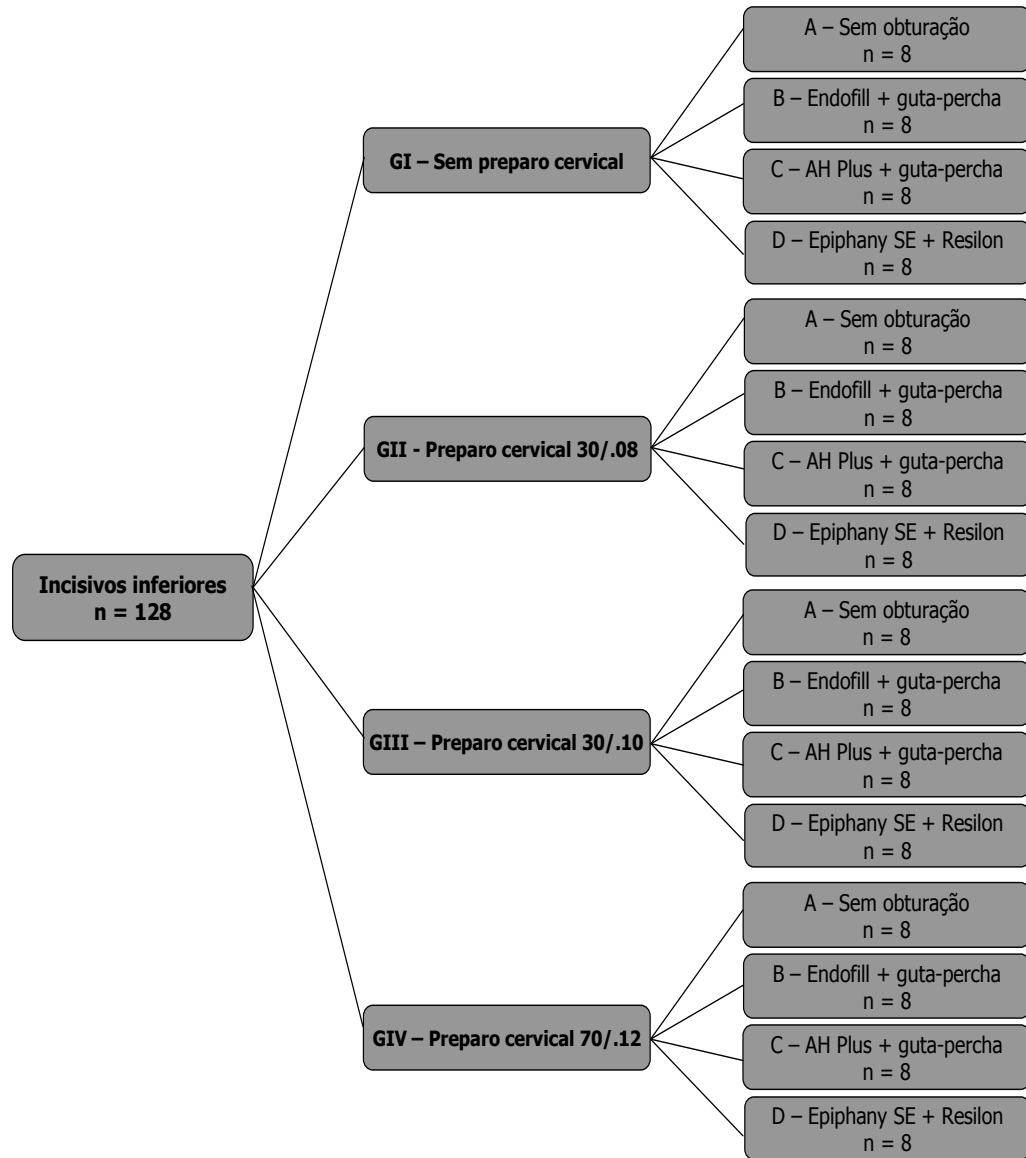 A – Sem obturação
n = 8
B – Endofill + guta-percha
n = 8
GI – Sem preparo cervical
C – AH Plus + guta-percha
n = 8
D – Epiphany SE + Resilon
n = 8
A – Sem obturação
n = 8
B – Endofill + guta-percha
n = 8
GII - Preparo cervical 30/.08
C – AH Plus + guta-percha
n = 8
D – Epiphany SE + Resilon
n = 8
Incisivos inferiores
n = 128
A – Sem obturação
n = 8
B – Endofill + guta-percha
n = 8
GIII – Preparo cervical 30/.10
C – AH Plus + guta-percha
n = 8
D – Epiphany SE + Resilon
n = 8
A – Sem obturação
n = 8
B – Endofill + guta-percha
n = 8
GIV – Preparo cervical 70/.12
C – AH Plus + guta-percha
n = 8
D – Epiphany SE + Resilon
n = 8